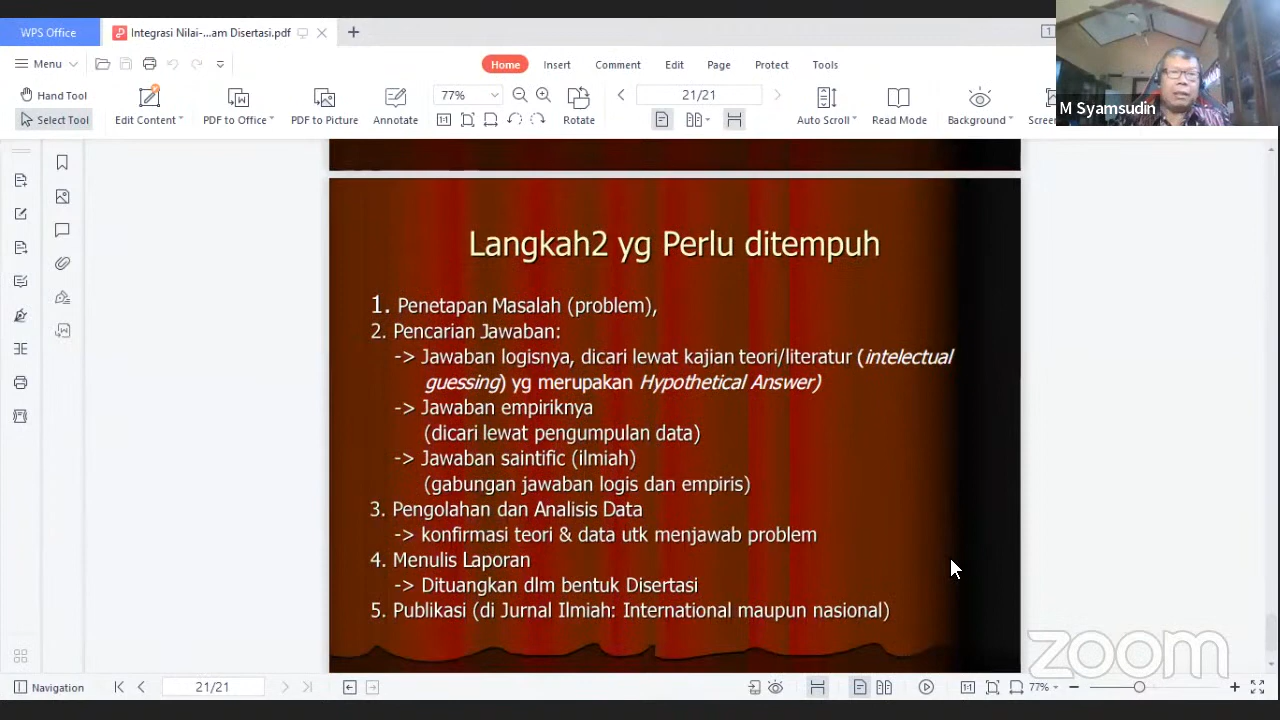 WPS Office
Integrasi Nilai-...am Disertasi.pdf
1
Menu
Home
Insert
Comment
Edit
Page
Protect
Tools
Hand Tool
Select Tool
Edit Content
PDF to Office
PDF to Picture
Annotate
77%
Rotate
21/21
Auto Scroll
Read Mode
Background
Screen
M Syamsudin
Langkah2 yg Perlu ditempuh
1. Penetapan Masalah (problem),
2. Pencarian Jawaban:
-> Jawaban logisnya, dicari lewat kajian teori/literatur (intelectual
guessing) yg merupakan Hypothetical Answer)
-> Jawaban empiriknya
(dicari lewat pengumpulan data)
-> Jawaban saintific (ilmiah)
(gabungan jawaban logis dan empiris)
3. Pengolahan dan Analisis Data
-> konfirmasi teori & data utk menjawab problem
4. Menulis Laporan
-> Dituangkan dlm bentuk Disertasi
5. Publikasi (di Jurnal Ilmiah: International maupun nasional)
zoom
Navigation
21/21
77%